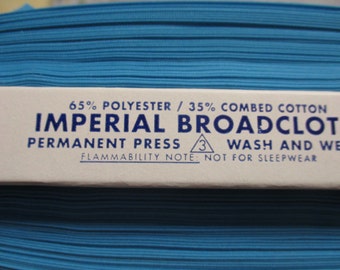 65% POLYESTER / 35% COMBED COTTON
IMPERIAL BROADCLOT
PERMANENT PRESS 3 WASH AND WE
FLAMMABILITY NOTE: NOT FOR SLEEPWEAR